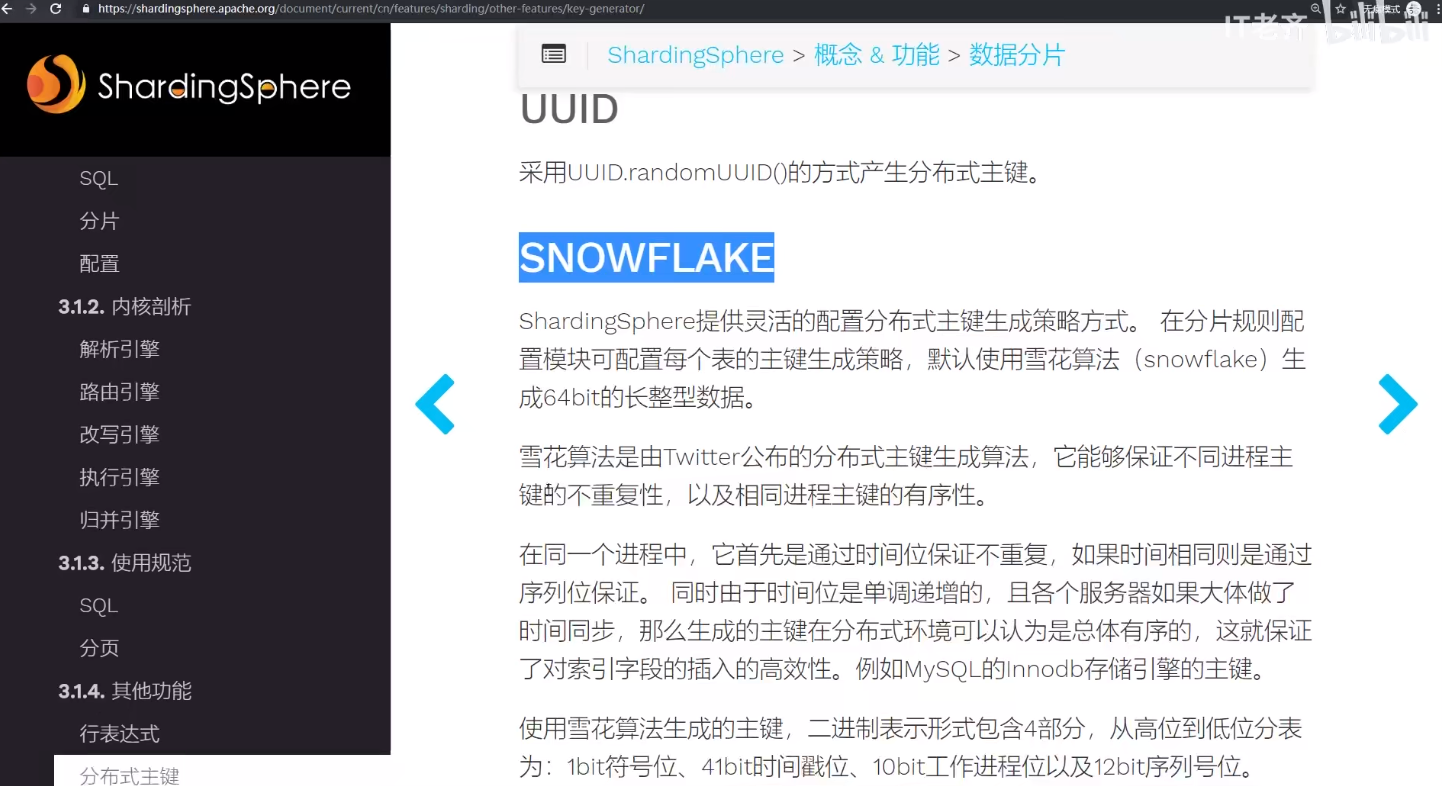 https://shardingsphere.apache.org/document/current/cn/features/sharding/other-features/key-generator/
IT老齐 bilibili
ShardingSphere
SQL
分片
配置
3.1.2. 内核剖析
解析引擎
路由引擎
改写引擎
执行引擎
归并引擎
3.1.3. 使用规范
SQL
分页
3.1.4. 其他功能
行表达式
分布式主键
ShardingSphere > 概念 & 功能 > 数据分片
UUID
采用UUID.randomUUID()的方式产生分布式主键。
SNOWFLAKE
ShardingSphere提供灵活的配置分布式主键生成策略方式。 在分片规则配
置模块可配置每个表的主键生成策略，默认使用雪花算法（snowflake）生
成64bit的长整型数据。
雪花算法是由Twitter公布的分布式主键生成算法，它能够保证不同进程主
键的不重复性，以及相同进程主键的有序性。
在同一个进程中，它首先是通过时间位保证不重复，如果时间相同则是通过
序列位保证。 同时由于时间位是单调递增的，且各个服务器如果大体做了
时间同步，那么生成的主键在分布式环境可以认为是总体有序的，这就保证
了对索引字段的插入的高效性。例如MySQL的Innodb存储引擎的主键。
使用雪花算法生成的主键，二进制表示形式包含4部分，从高位到低位分表
为：1bit符号位、41bit时间戳位、10bit工作进程位以及12bit序列号位。